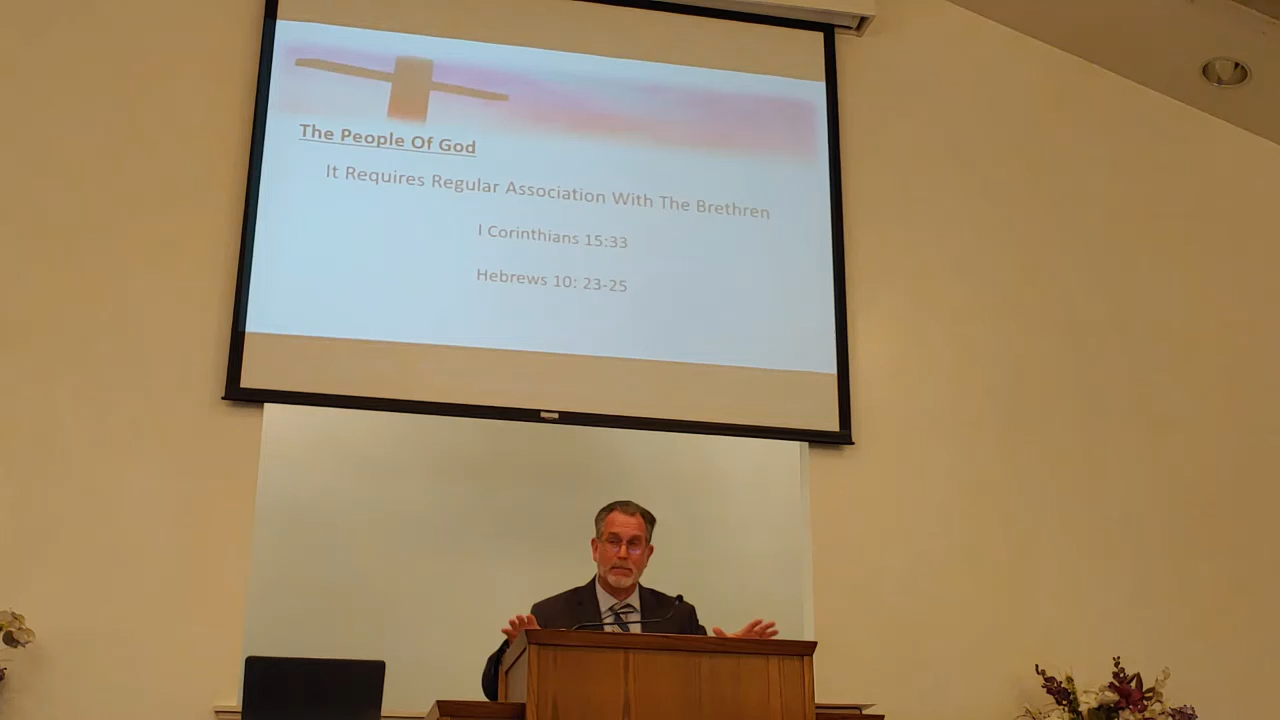 The People Of God
It Requires Regular Association With The Brethren
I Corinthians 15:33
Hebrews 10: 23-25